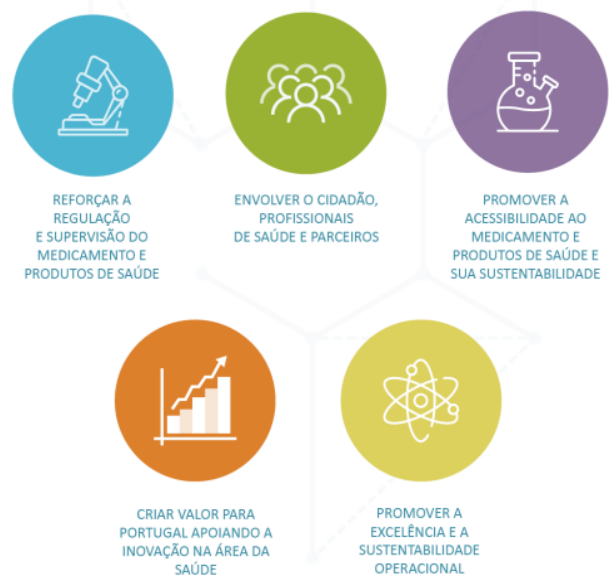 REFORÇAR A
REGULAÇÃO
E SUPERVISÃO DO
MEDICAMENTO E
PRODUTOS DE SAÚDE
ENVOLVER O CIDADÃO,
PROFISSIONAIS
DE SAÚDE E PARCEIROS
PROMOVER A
ACESSIBILIDADE AO
MEDICAMENTO E
PRODUTOS DE SAÚDE E
SUA SUSTENTABILIDADE
CRIAR VALOR PARA
PORTUGAL APOIANDO A
INOVAÇÃO NA ÁREA DA
SAÚDE
PROMOVER A
EXCELÊNCIA E A
SUSTENTABILIDADE
OPERACIONAL